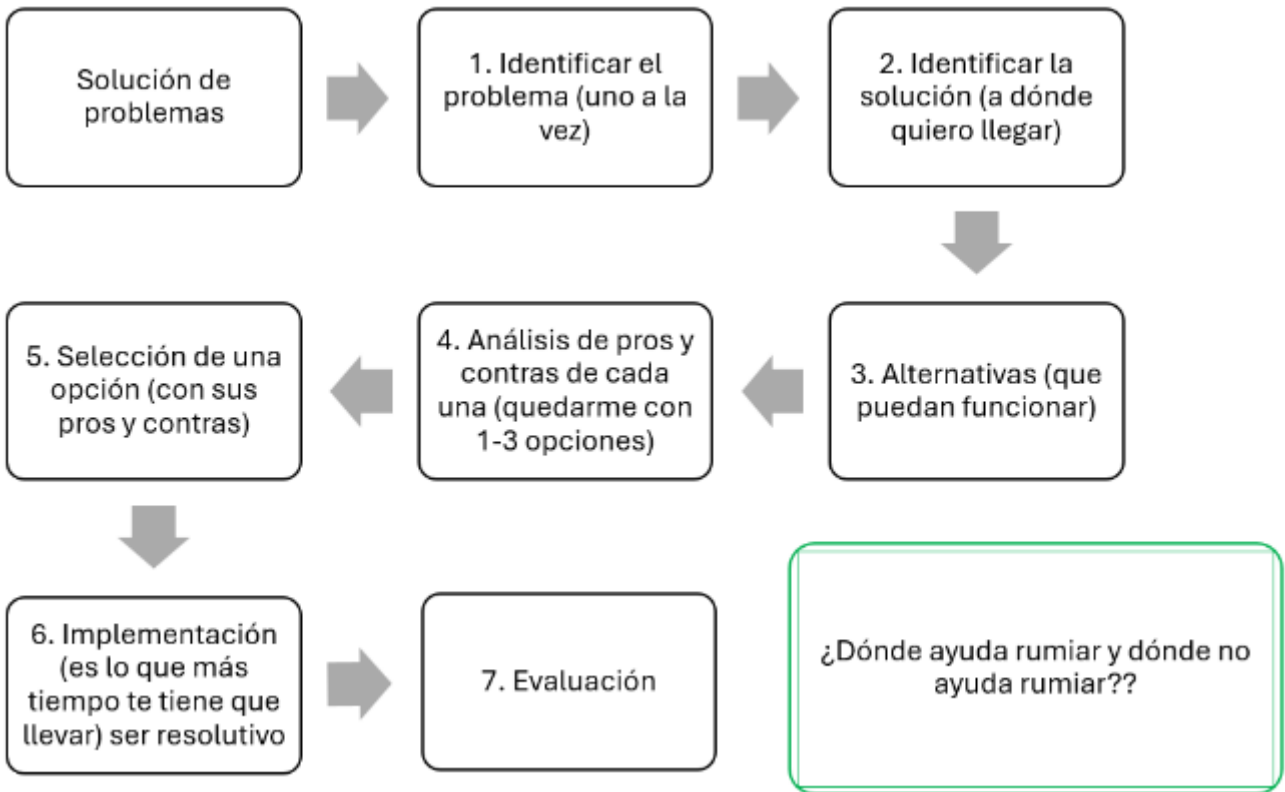 Solución de
problemas
1. Identificar el
problema (uno a la
vez)
2. Identificar la
solución (a dónde
quiero llegar)
3. Alternativas (que
puedan funcionar)
4. Análisis de pros y
contras de cada
una (quedarme con
1-3 opciones)
5. Selección de una
opción (con sus
pros y contras)
6. Implementación
(es lo que más
tiempo te tiene que
llevar) ser resolutivo
7. Evaluación
¿Dónde ayuda rumiar y dónde no
ayuda rumiar??